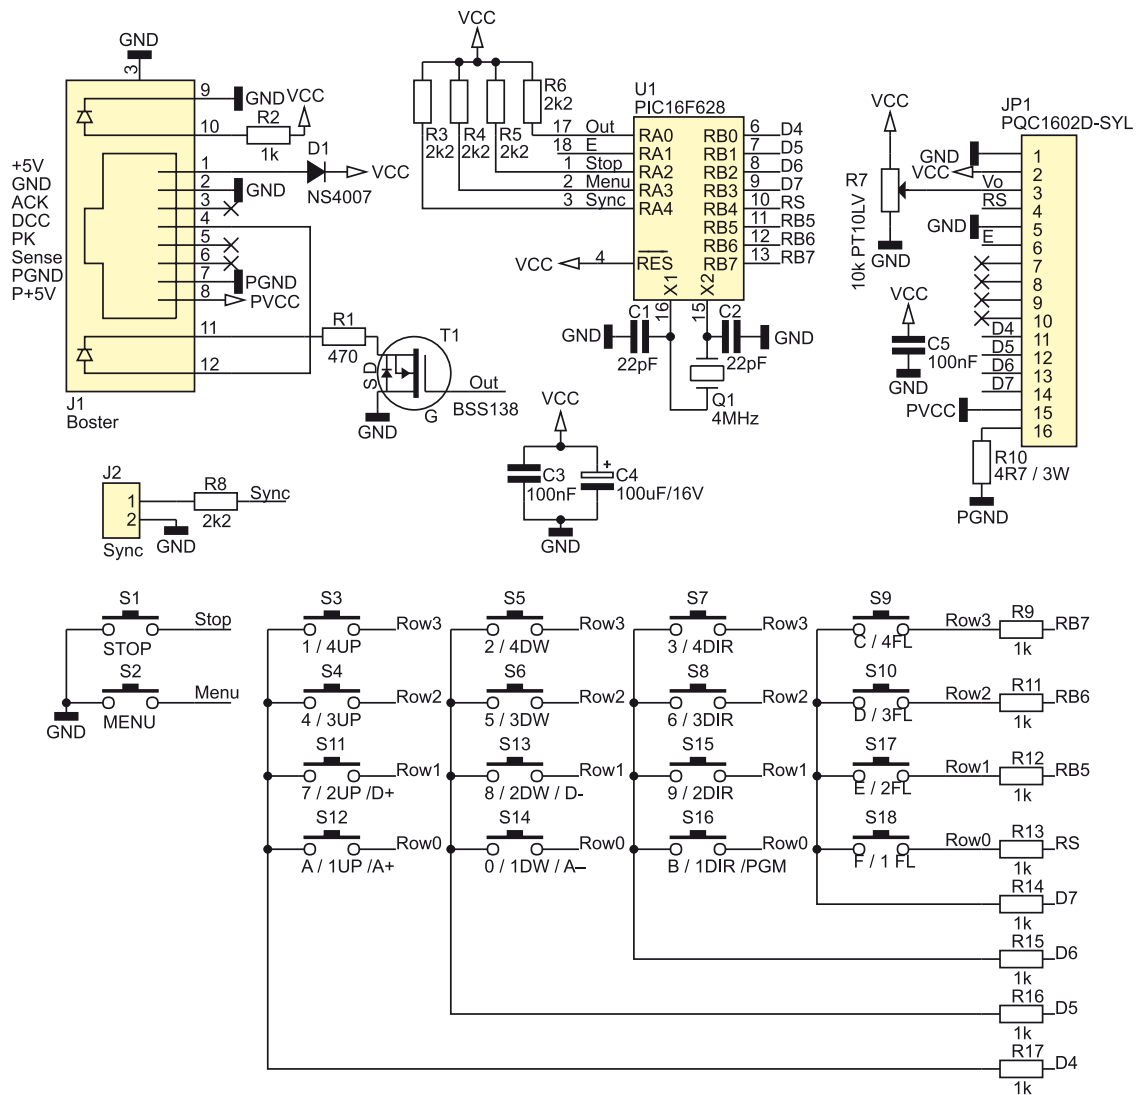 GND
3
9
GND
VCC
R2
10
1k
+5V
1
D1
VCC
NS4007
GND
2
GND
ACK
3
DCC
4
PK
5
Sense
6
PGND
7
PGND
P+5V
8
PVCC
11
R1
470
12
J1
Boster
T1
S
D
G
Out
BSS138
GND
VCC
R3
2k2
R4
2k2
R5
2k2
R6
2k2
U1
PIC16F628
17 Out RA0
18 E RA1
1 Stop RA2
2 Menu RA3
3 Sync RA4
VCC 4 RES
RB0 6 D4
RB1 7 D5
RB2 8 D6
RB3 9 D7
RB4 10 RS
RB5 11 RB5
RB6 12 RB6
RB7 13 RB7
X1
X2
16
15
GND
C1
22pF
C2
22pF
GND
Q1
4MHz
VCC
C3
100nF
+
C4
100uF/16V
GND
VCC
R7
10k PT10LV
GND
VCC
C5
100nF
GND
JP1
PQC1602D-SYL
GND 1
VCC 2
Vo 3
RS 4
GND 5
E 6
7
8
9
10
D4 11
D5 12
D6 13
D7 14
PVCC 15
16
R10
4R7 / 3W
PGND
J2
1
2
Sync
R8
2k2
Sync
GND
S1
Stop
STOP
S2
Menu
MENU
GND
S3
Row3
1 / 4UP
S5
Row3
2 / 4DW
S7
Row3
3 / 4DIR
S9
Row3
C / 4FL
R9
1k
RB7
S4
Row2
4 / 3UP
S6
Row2
5 / 3DW
S8
Row2
6 / 3DIR
S10
Row2
D / 3FL
R11
1k
RB6
S11
Row1
7 / 2UP /D+
S13
Row1
8 / 2DW / D-
S15
Row1
9 / 2DIR
S17
Row1
E / 2FL
R12
1k
RB5
S12
Row0
A / 1UP /A+
S14
Row0
0 / 1DW / A–
S16
Row0
B / 1DIR /PGM
S18
Row0
F / 1 FL
R13
1k
RS
R14
1k
D7
R15
1k
D6
R16
1k
D5
R17
1k
D4